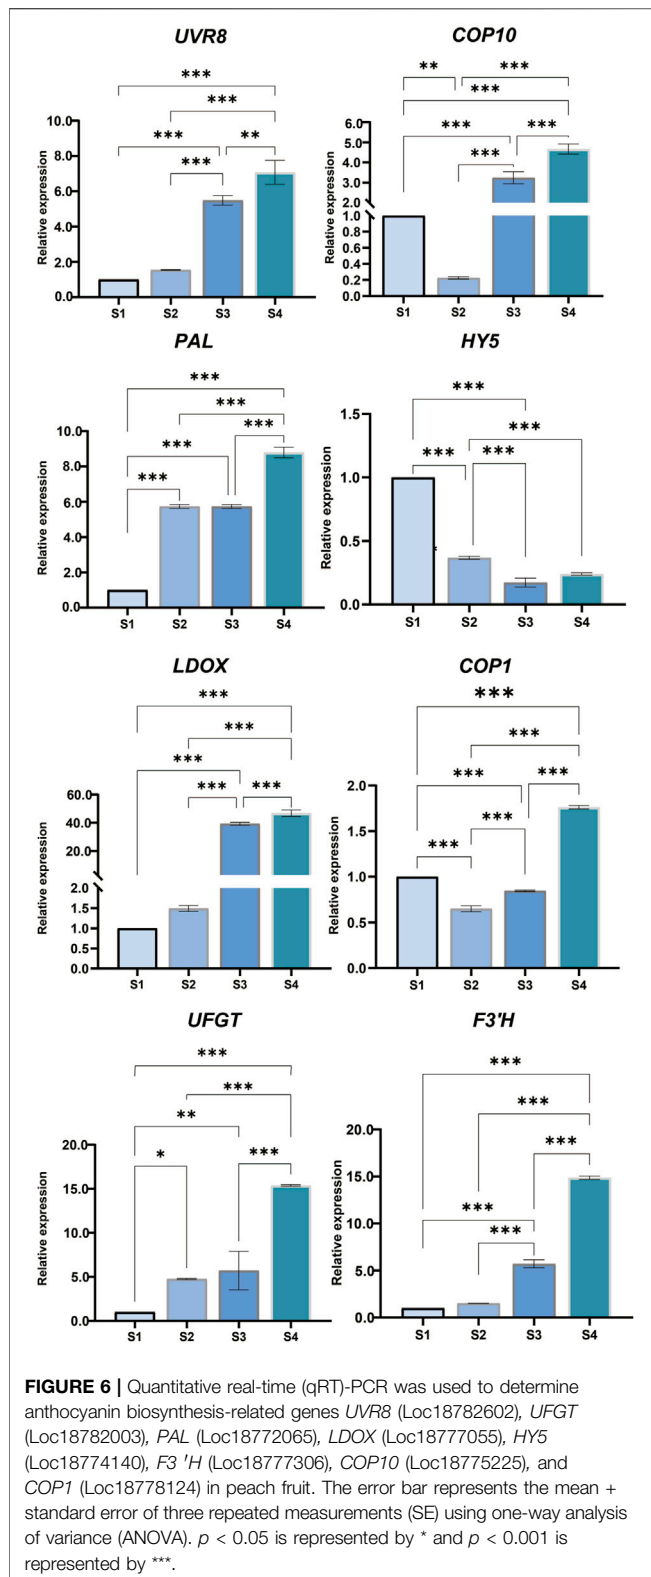 UVR8
***
***
***
**
***
Relative expression
10.0
8.0
6.0
4.0
2.0
0.0
S1 S2 S3 S4
COP10
**
***
***
***
***
***
Relative expression
6.0
5.0
4.0
3.0
1.0
0.8
0.6
0.4
0.2
0.0
S1 S2 S3 S4
PAL
***
***
***
***
***
Relative expression
10.0
8.0
6.0
4.0
2.0
0.0
S1 S2 S3 S4
HY5
***
***
***
***
*
Relative expression
1.5
1.0
0.5
0.0
S1 S2 S3 S4
LDOX
***
***
***
***
***
Relative expression
60.0
40.0
20.0
2.0
1.5
1.0
0.5
0.0
S1 S2 S3 S4
COP1
***
***
***
***
***
***
Relative expression
2.0
1.5
1.0
0.5
0.0
S1 S2 S3 S4
UFGT
***
***
**
*
***
Relative expression
20.0
15.0
10.0
5.0
0.0
S1 S2 S3 S4
F3'H
***
***
***
***
***
Relative expression
20.0
15.0
10.0
5.0
0.0
S1 S2 S3 S4
FIGURE 6 | Quantitative real-time (qRT)-PCR was used to determine
anthocyanin biosynthesis-related genes UVR8 (Loc18782602), UFGT
(Loc18782003), PAL (Loc18772065), LDOX (Loc18777055), HY5
(Loc18774140), F3 'H (Loc18777306), COP10 (Loc18775225), and
COP1 (Loc18778124) in peach fruit. The error bar represents the mean +
standard error of three repeated measurements (SE) using one-way analysis
of variance (ANOVA). p < 0.05 is represented by * and p < 0.001 is
represented by ***.